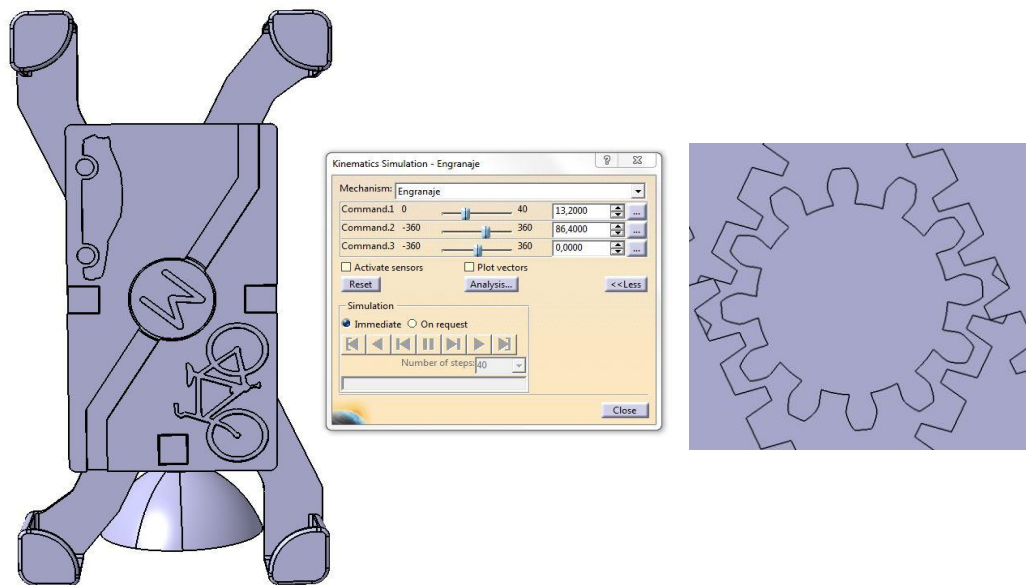 Kinematics Simulation - Engranaje
Mechanism: Engranaje
Command.1 0 40 13,2000 ...
Command.2 -360 360 86,4000 ...
Command.3 -360 360 0,0000 ...
Activate sensors Plot vectors
Reset Analysis... <<Less
Simulation
Immediate On request
Number of steps: 40
Close